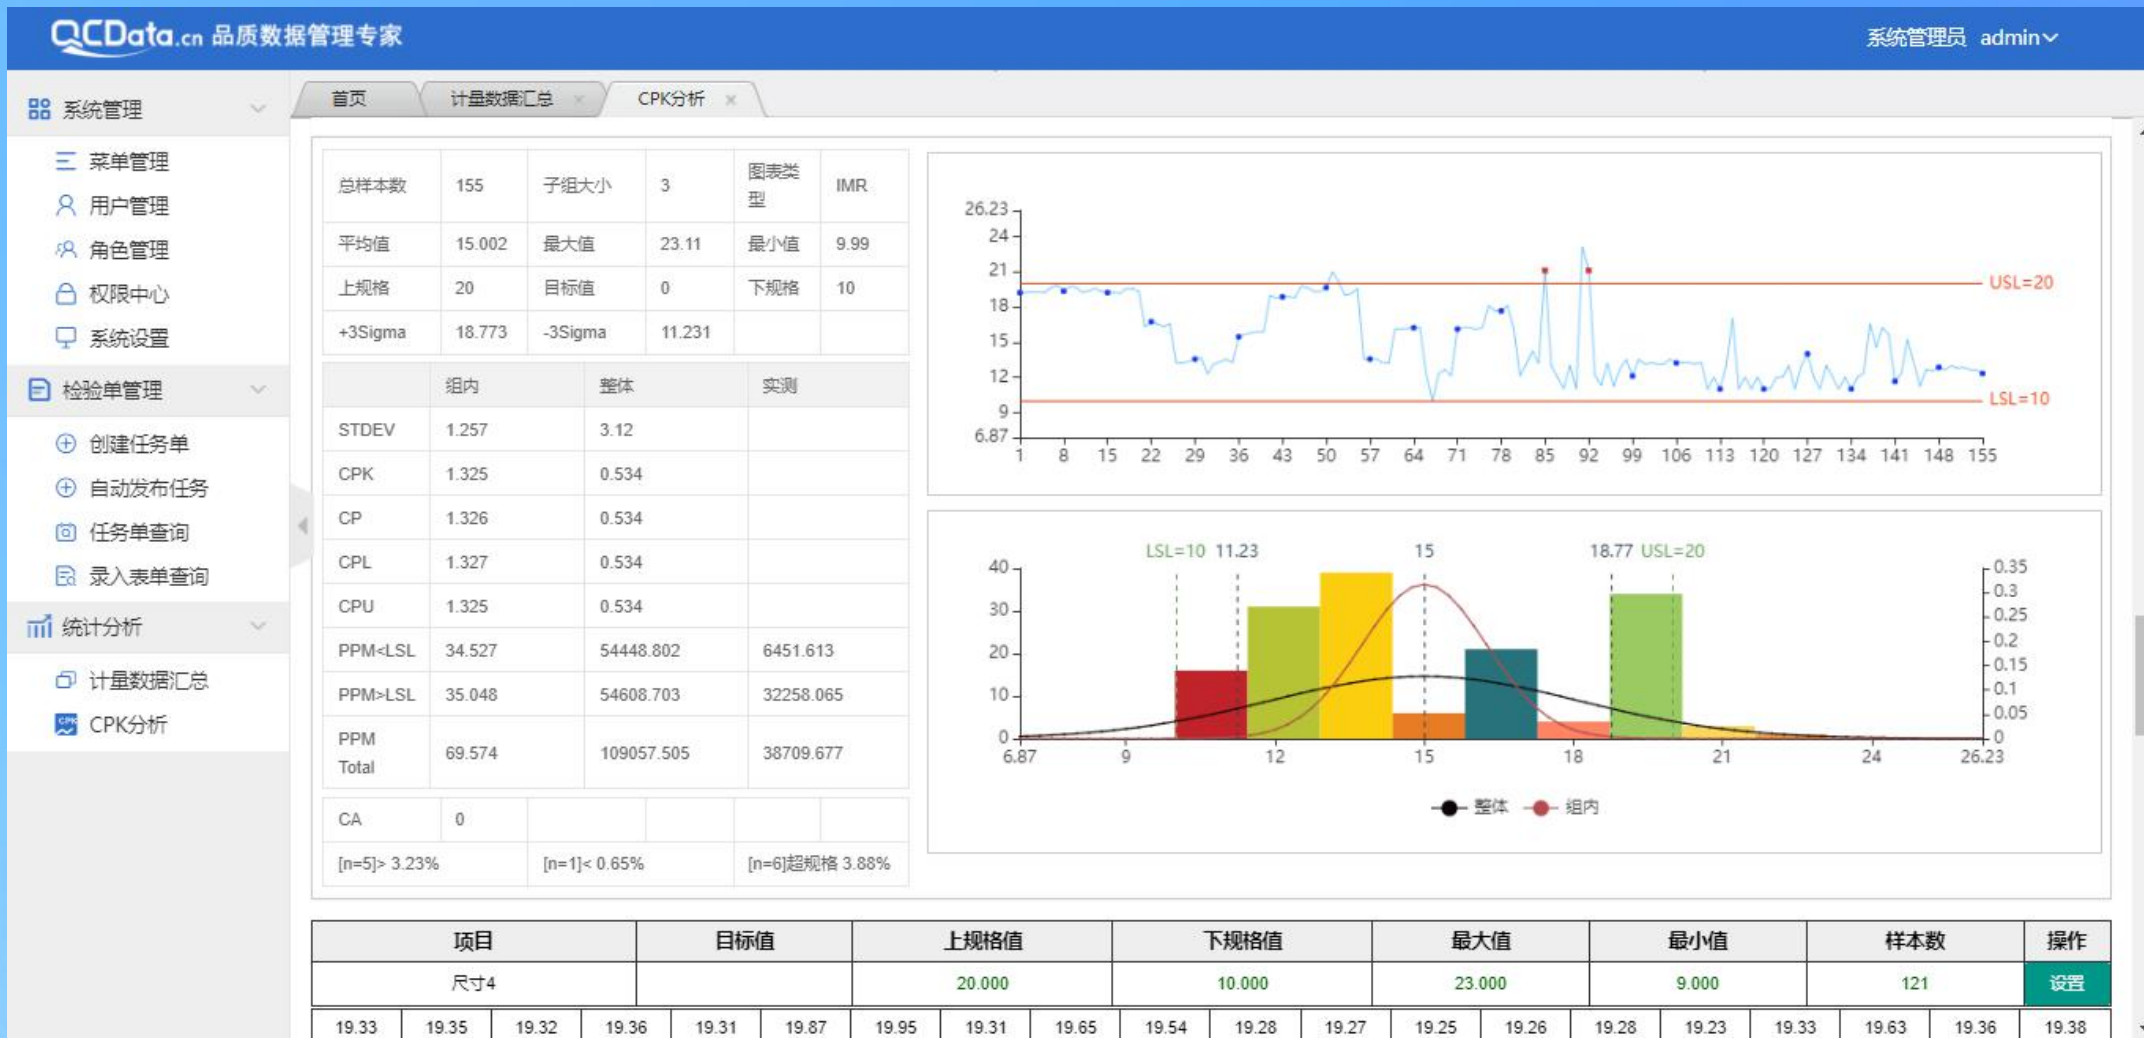 QCData.cn 品质数据管理专家
系统管理员 admin
系统管理
菜单管理
用户管理
角色管理
权限中心
系统设置
检验单管理
创建任务单
自动发布任务
任务单查询
录入表单查询
统计分析
计量数据汇总
CPK分析
首页 计量数据汇总 CPK分析
总样本数 155 子组大小 3 图表类型 IMR
平均值 15.002 最大值 23.11 最小值 9.99
上规格 20 目标值 0 下规格 10
+3Sigma 18.773 -3Sigma 11.231
组内 整体 实测
STDEV 1.257 3.12
CPK 1.325 0.534
CP 1.326 0.534
CPL 1.327 0.534
CPU 1.325 0.534
PPM<LSL 34.527 54448.802 6451.613
PPM>LSL 35.048 54608.703 32258.065
PPM Total 69.574 109057.505 38709.677
CA 0
[n=5]> 3.23% [n=1]< 0.65% [n=6]超规格 3.88%
26.23
24
21
18
15
12
9
6.87
USL=20
LSL=10
1 8 15 22 29 36 43 50 57 64 71 78 85 92 99 106 113 120 127 134 141 148 155
LSL=10 11.23 15 18.77 USL=20
40
30
20
10
0
0.35
0.3
0.25
0.2
0.15
0.1
0.05
0
6.87 9 12 15 18 21 24 26.23
整体 组内
项目 目标值 上规格值 下规格值 最大值 最小值 样本数 操作
尺寸4 20.000 10.000 23.000 9.000 121 设置
19.33 19.35 19.32 19.36 19.31 19.87 19.95 19.31 19.65 19.54 19.28 19.27 19.25 19.26 19.28 19.23 19.33 19.63 19.36 19.38